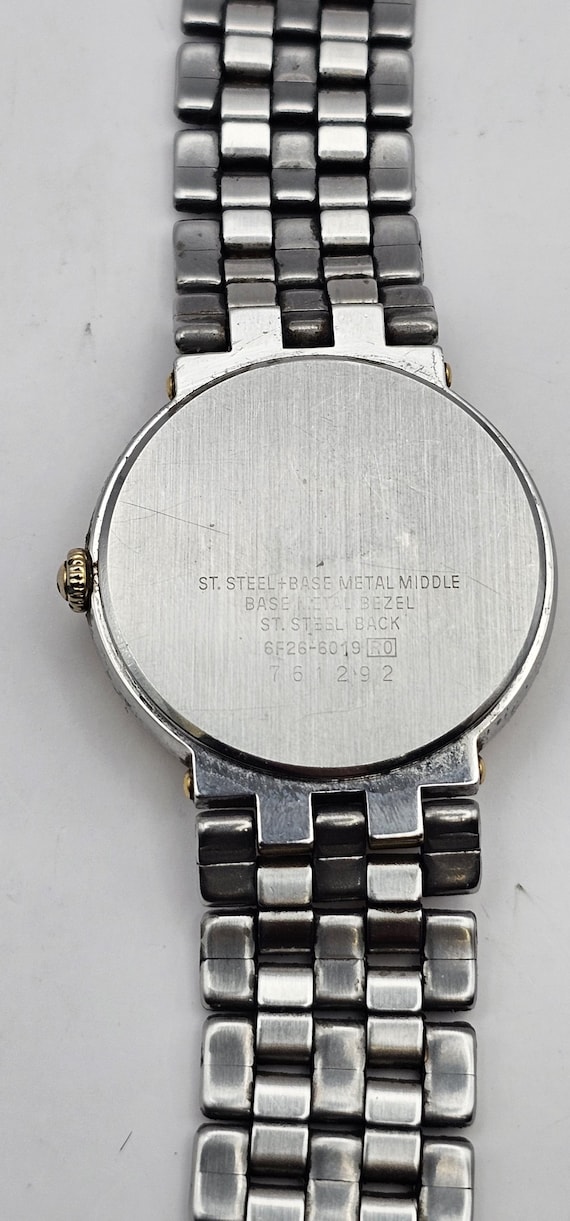 ST. STEEL+BASE METAL MIDDLE
BASE METAL BEZEL
ST. STEEL BACK
6F26-6019 R0
761292